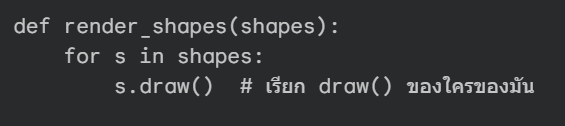 def render_shapes(shapes):
    for s in shapes:
        s.draw()  # เรียก draw() ของใครของมัน